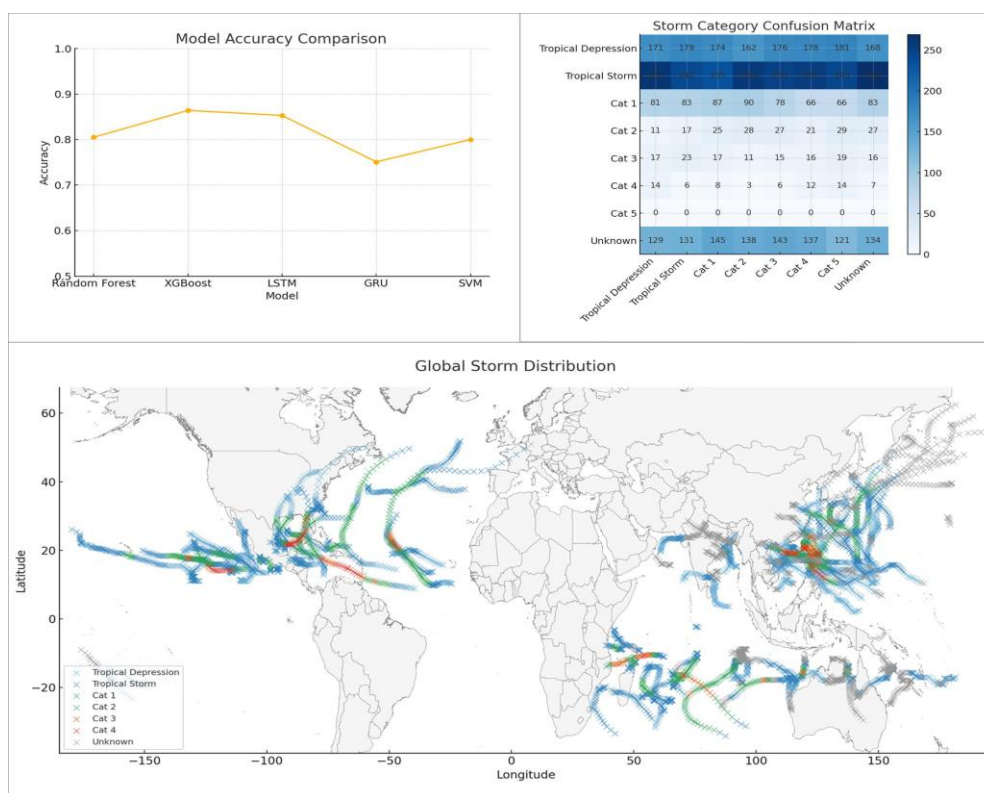 Model Accuracy Comparison
1.0
0.9
0.8
0.7
0.6
0.5
Accuracy
Random Forest XGBoost LSTM GRU SVM
Model
Storm Category Confusion Matrix
Tropical Depression 171 179 174 162 176 178 181 168
Tropical Storm
Cat 1 81 83 87 90 78 66 66 83
Cat 2 11 17 25 28 27 21 29 27
Cat 3 17 23 17 11 15 16 19 16
Cat 4 14 6 8 3 6 12 14 7
Cat 5 0 0 0 0 0 0 0 0
Unknown 129 131 145 138 143 137 121 134
Tropical Depression Tropical Storm Cat 1 Cat 2 Cat 3 Cat 4 Cat 5 Unknown
250
200
150
100
50
0
Global Storm Distribution
60
40
20
0
−20
Latitude
Tropical Depression
Tropical Storm
Cat 1
Cat 2
Cat 3
Cat 4
Unknown
−150 −100 −50 0 50 100 150
Longitude